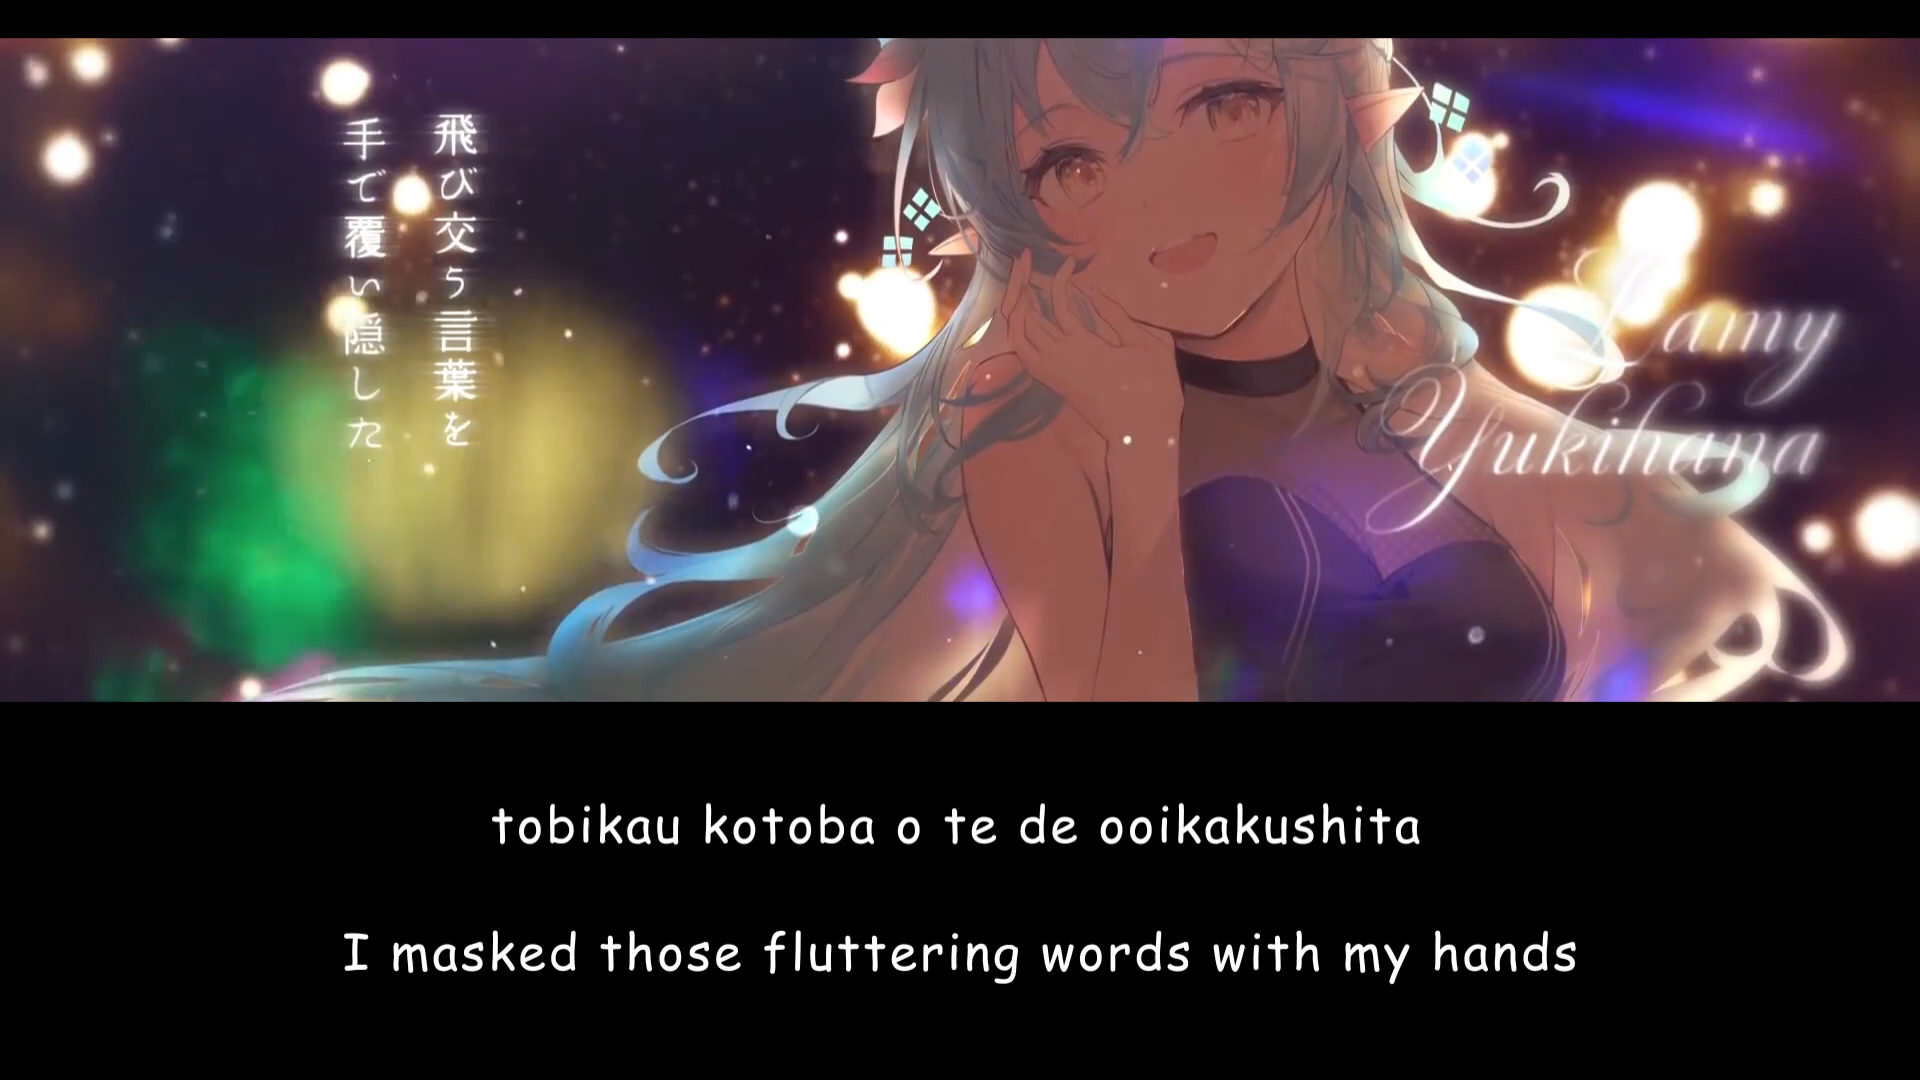 飛び交う言葉を
手で覆い隠した
Lamy
Yukihana
tobikau kotoba o te de ooikakushita
I masked those fluttering words with my hands